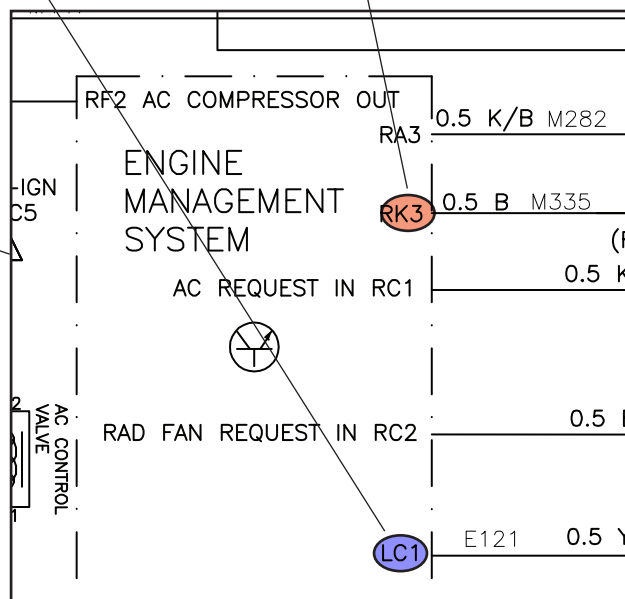 RF2 AC COMPRESSOR OUT
RA3
0.5 K/B M282
ENGINE
MANAGEMENT
SYSTEM
-IGN
C5
RK3
0.5 B M335
(F
AC REQUEST IN RC1
0.5 K
2
AC CONTROL
VALVE
1
RAD FAN REQUEST IN RC2
0.5
LC1
E121
0.5 Y